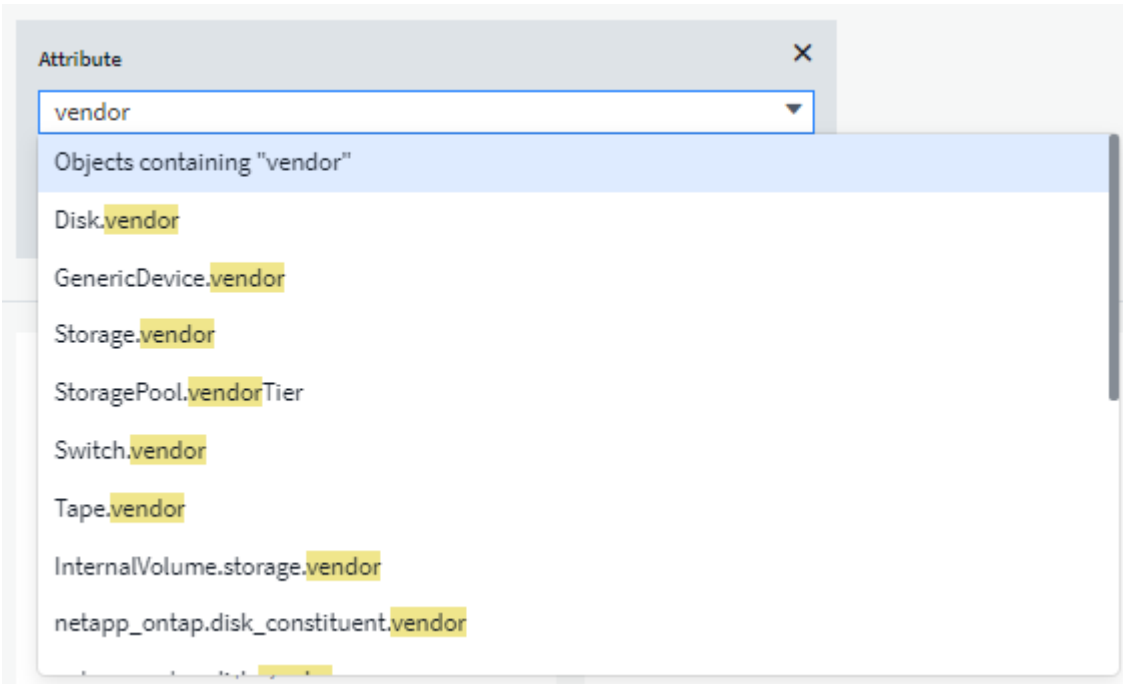 Attribute
vendor
Objects containing "vendor"
Disk.vendor
GenericDevice.vendor
Storage.vendor
StoragePool.vendorTier
Switch.vendor
Tape.vendor
InternalVolume.storage.vendor
netapp_ontap.disk_constituent.vendor